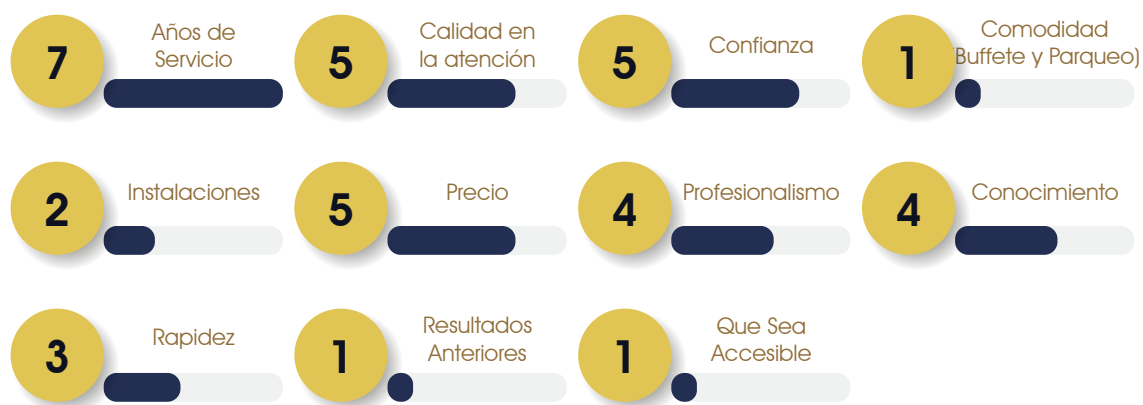 7
Años de
Servicio
5
Calidad en
la atención
5
Confianza
1
Comodidad
(Buffete y Parqueo)
2
Instalaciones
5
Precio
4
Profesionalismo
4
Conocimiento
3
Rapidez
1
Resultados
Anteriores
1
Que Sea
Accesible